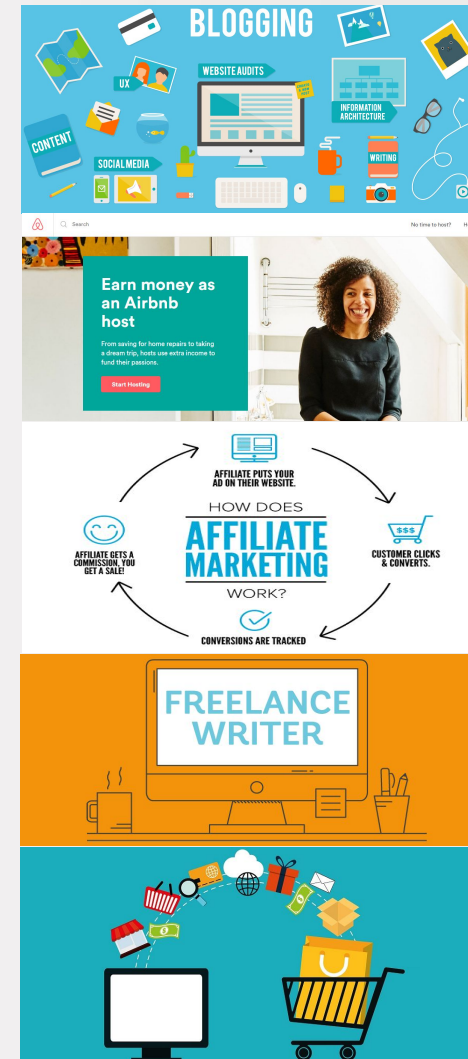 BLOGGING
WEBSITE AUDITS
UX
INFORMATION
ARCHITECTURE
CONTENT
WRITING
SOCIAL MEDIA
Search
No time to host?
Earn money as
an Airbnb
host
From saving for home repairs to taking
a dream trip, hosts use extra income to
fund their passions.
Start Hosting
AFFILIATE PUTS YOUR
AD ON THEIR WEBSITE.
HOW DOES
AFFILIATE
MARKETING
WORK?
$$$
CUSTOMER CLICKS
& CONVERTS.
AFFILIATE GETS A
COMMISSION, YOU
GET A SALE!
CONVERSIONS ARE TRACKED
FREELANCE
WRITER